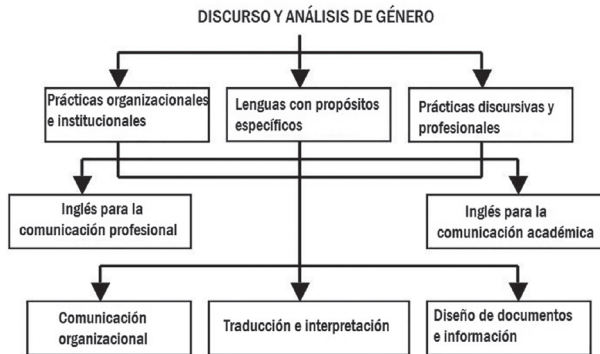 DISCURSO Y ANÁLISIS DE GÉNERO
Prácticas organizacionales
e institucionales
Lenguas con propósitos
específicos
Prácticas discursivas y
profesionales
Inglés para la
comunicación profesional
Inglés para la
comunicación académica
Comunicación
organizacional
Traducción e interpretación
Diseño de documentos
e información